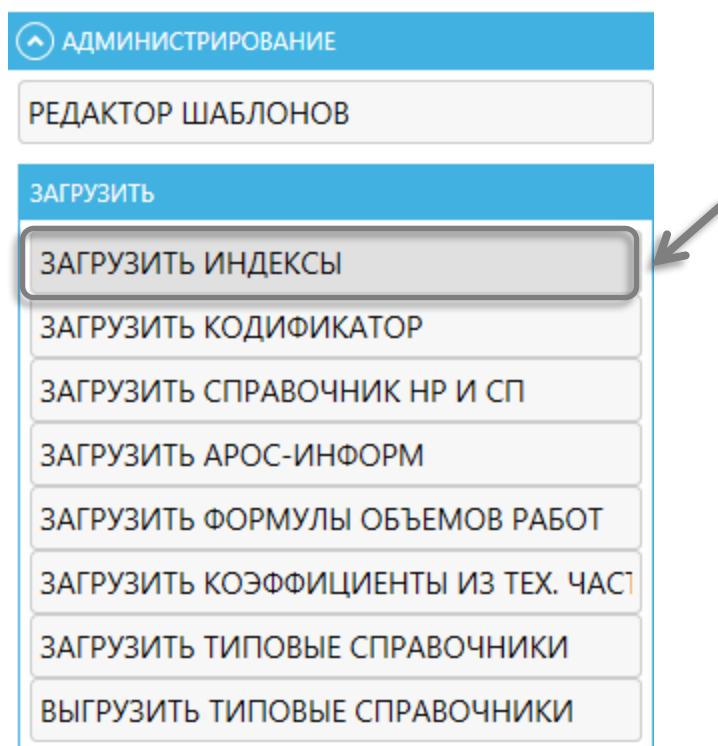 АДМИНИСТРИРОВАНИЕ
РЕДАКТОР ШАБЛОНОВ
ЗАГРУЗИТЬ
ЗАГРУЗИТЬ ИНДЕКСЫ
ЗАГРУЗИТЬ КОДИФИКАТОР
ЗАГРУЗИТЬ СПРАВОЧНИК НР И СП
ЗАГРУЗИТЬ АРОС-ИНФОРМ
ЗАГРУЗИТЬ ФОРМУЛЫ ОБЪЕМОВ РАБОТ
ЗАГРУЗИТЬ КОЭФФИЦИЕНТЫ ИЗ ТЕХ. ЧАСТ
ЗАГРУЗИТЬ ТИПОВЫЕ СПРАВОЧНИКИ
ВЫГРУЗИТЬ ТИПОВЫЕ СПРАВОЧНИКИ